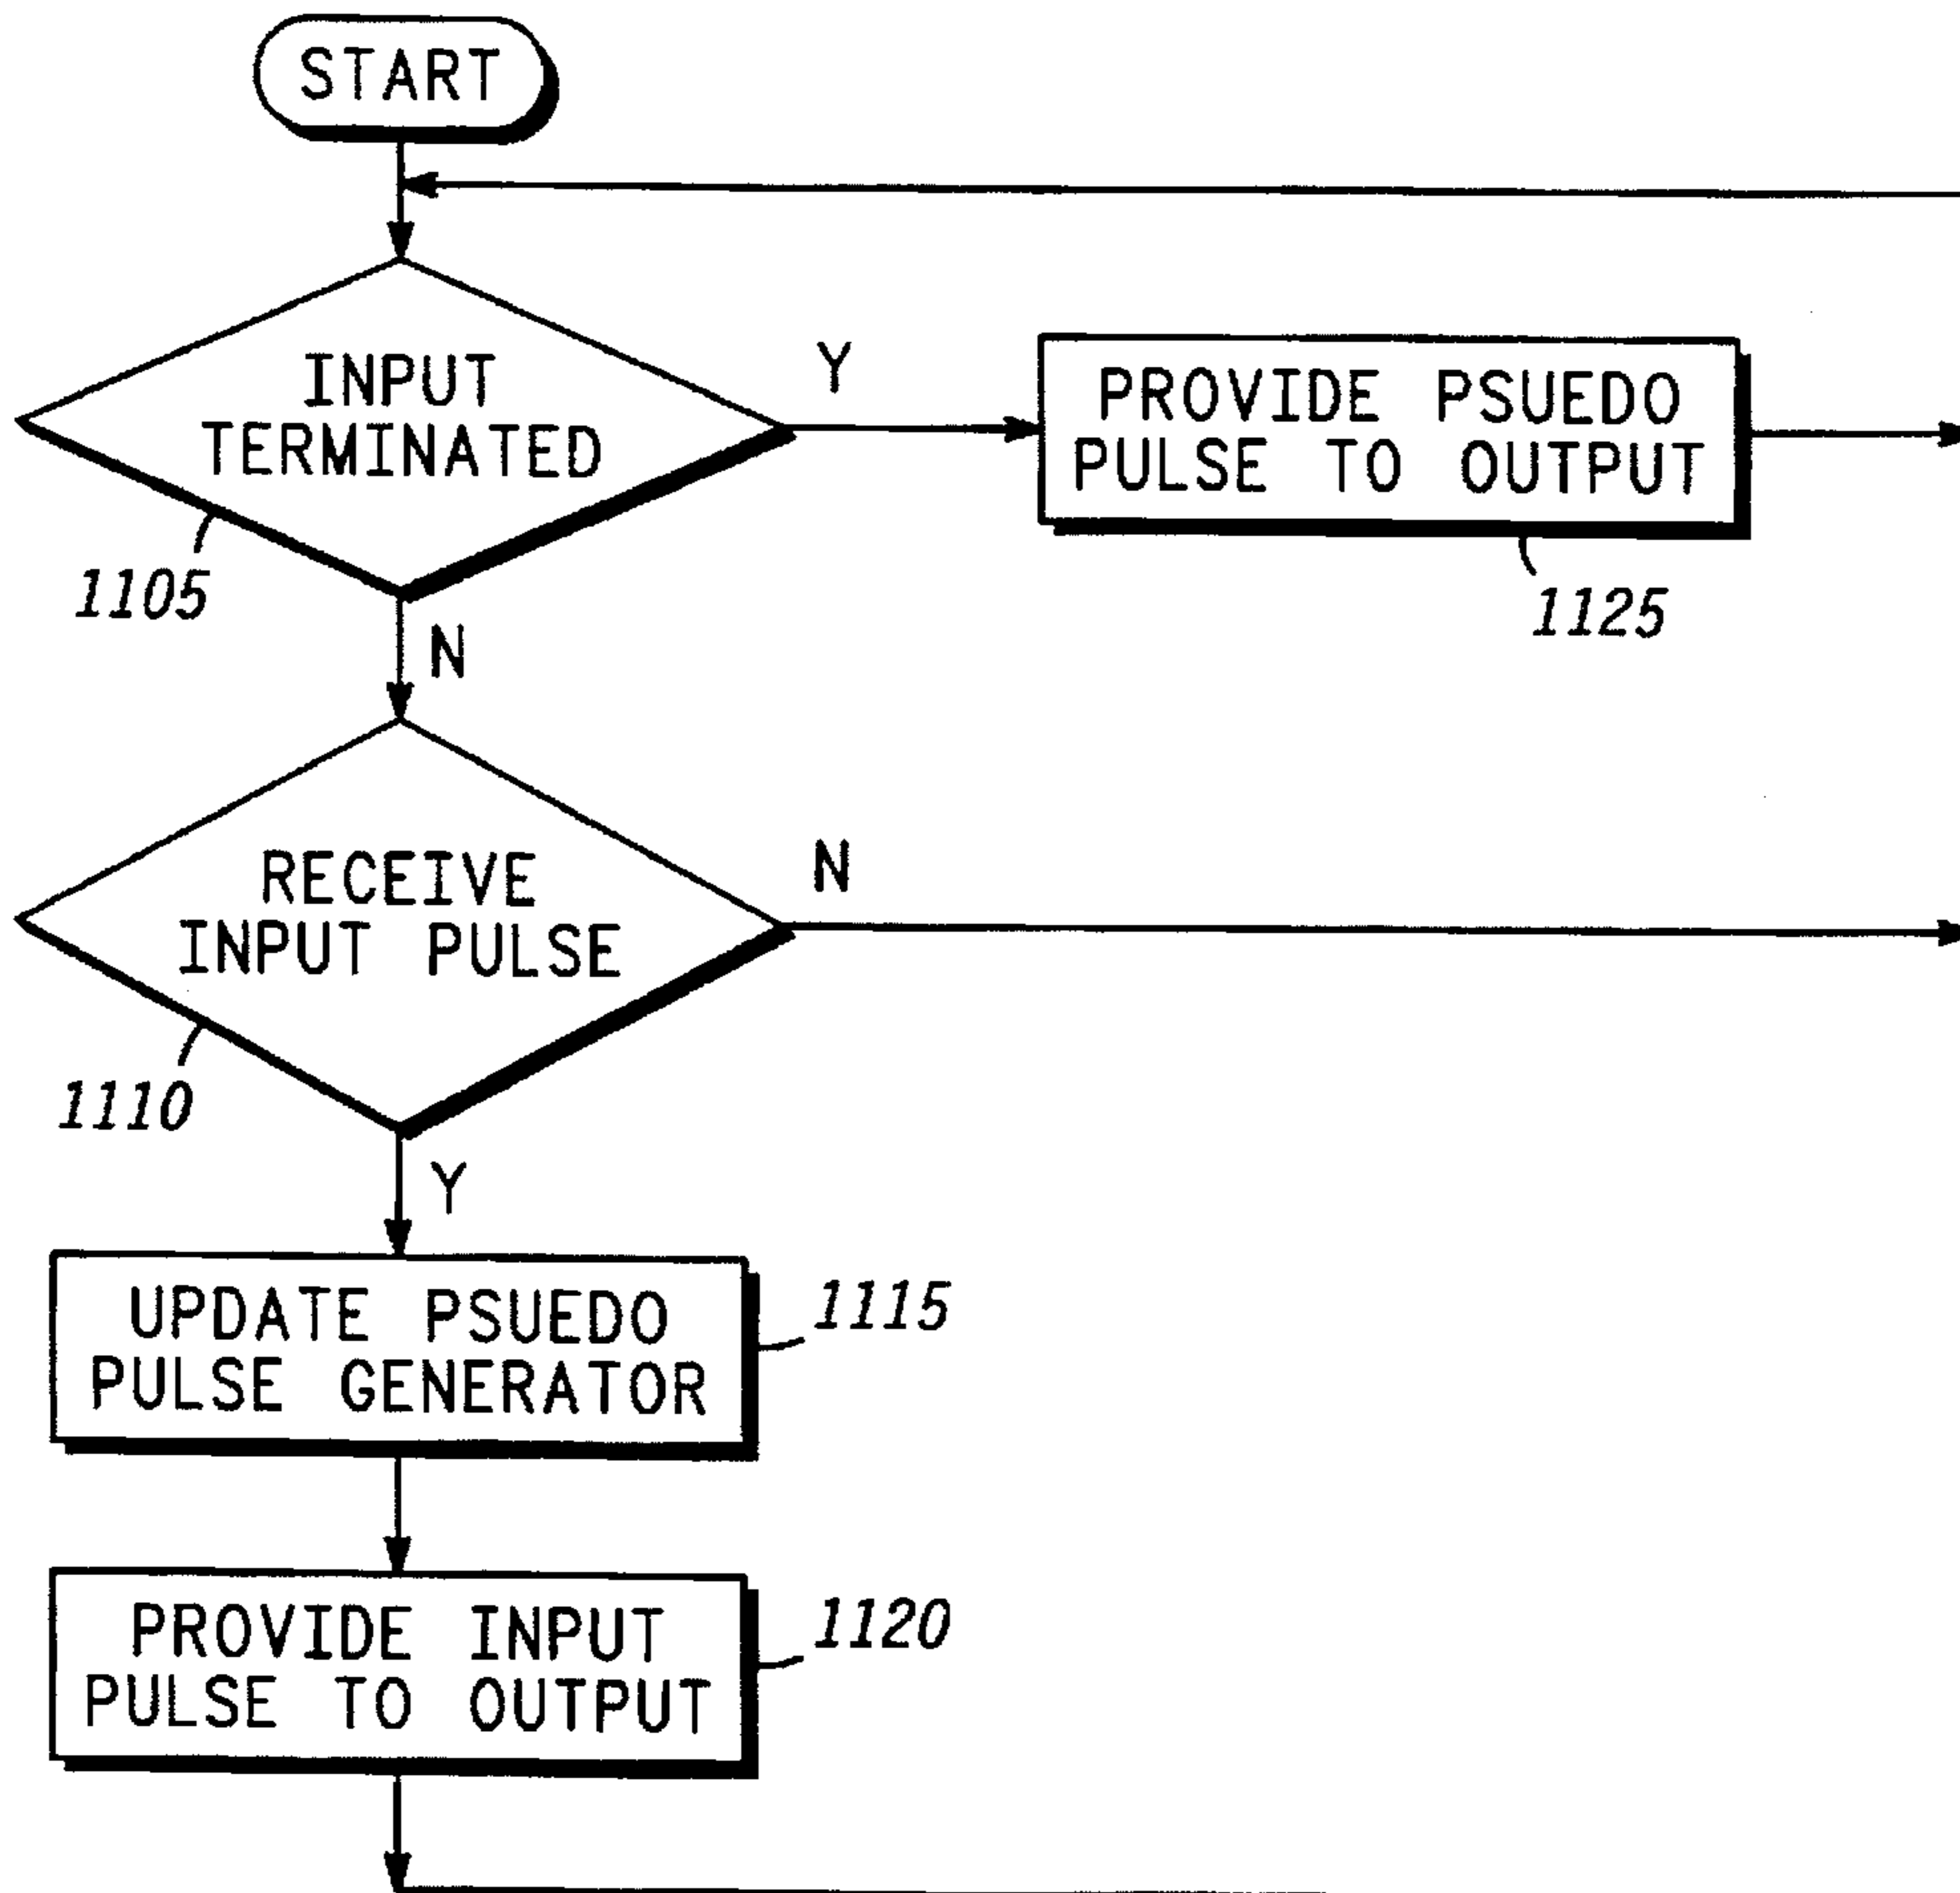 START
INPUT
TERMINATED
Y
PROVIDE PSUEDO
PULSE TO OUTPUT
1105
1125
N
RECEIVE
INPUT PULSE
N
1110
Y
UPDATE PSUEDO
PULSE GENERATOR
1115
PROVIDE INPUT
PULSE TO OUTPUT
1120